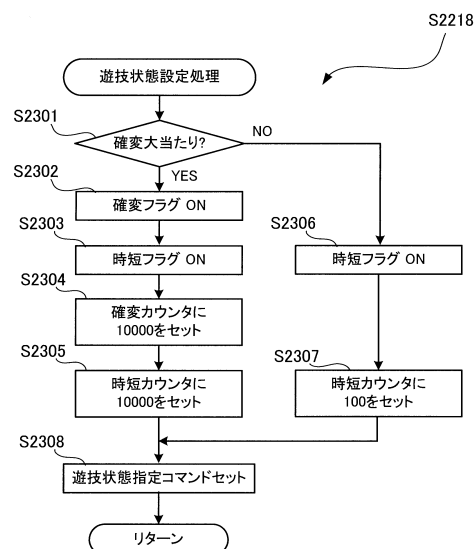 S2218
遊技状態設定処理
S2301
確変大当たり?
NO
YES
S2302
確変フラグ ON
S2303
時短フラグ ON
S2304
確変カウンタに
10000をセット
S2305
時短カウンタに
10000をセット
S2306
時短フラグ ON
S2307
時短カウンタに
100をセット
S2308
遊技状態指定コマンドセット
リターン